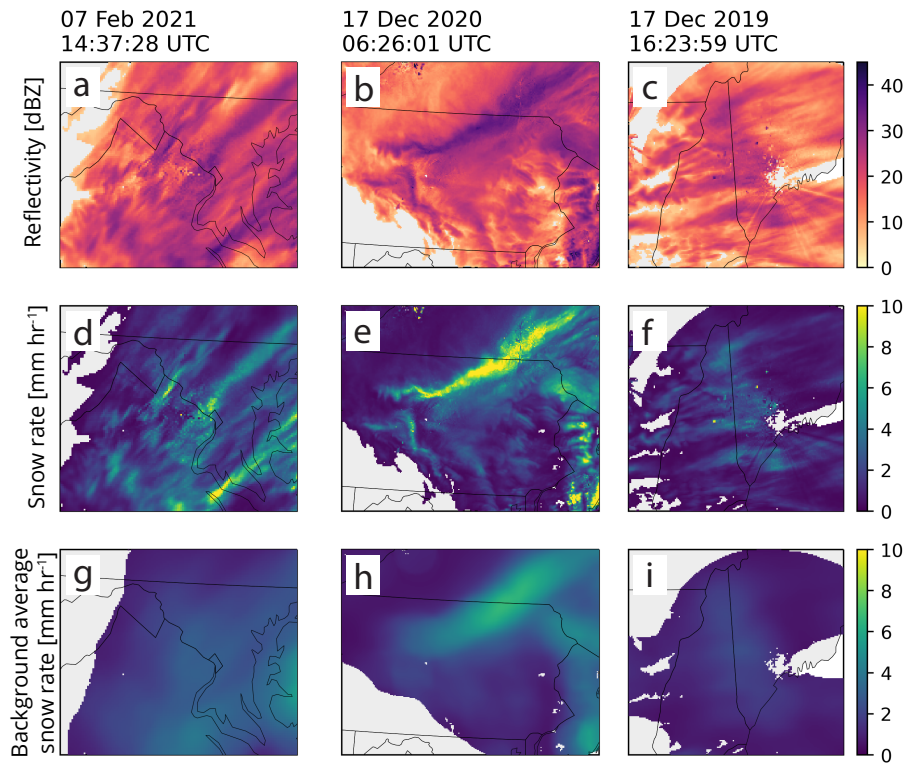 07 Feb 2021
14:37:28 UTC
17 Dec 2020
06:26:01 UTC
17 Dec 2019
16:23:59 UTC
Reflectivity [dBZ]
a
b
c
40
30
20
10
0
Snow rate [mm hr⁻¹]
d
e
f
10
8
6
4
2
0
Background average
snow rate [mm hr⁻¹]
g
h
i
10
8
6
4
2
0